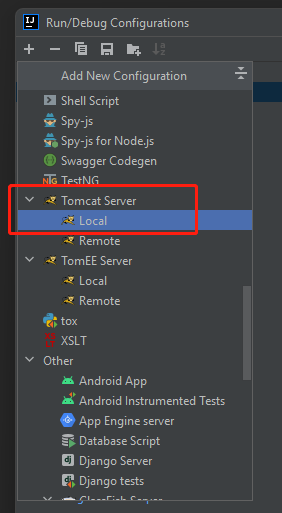 Run/Debug Configurations
Add New Configuration
Shell Script
Spy-js
Spy-js for Node.js
Swagger Codegen
TestNG
Tomcat Server
Local
Remote
TomEE Server
Local
Remote
tox
XSLT
Other
Android App
Android Instrumented Tests
App Engine server
Database Script
Django Server
Django tests
GlassFish Server